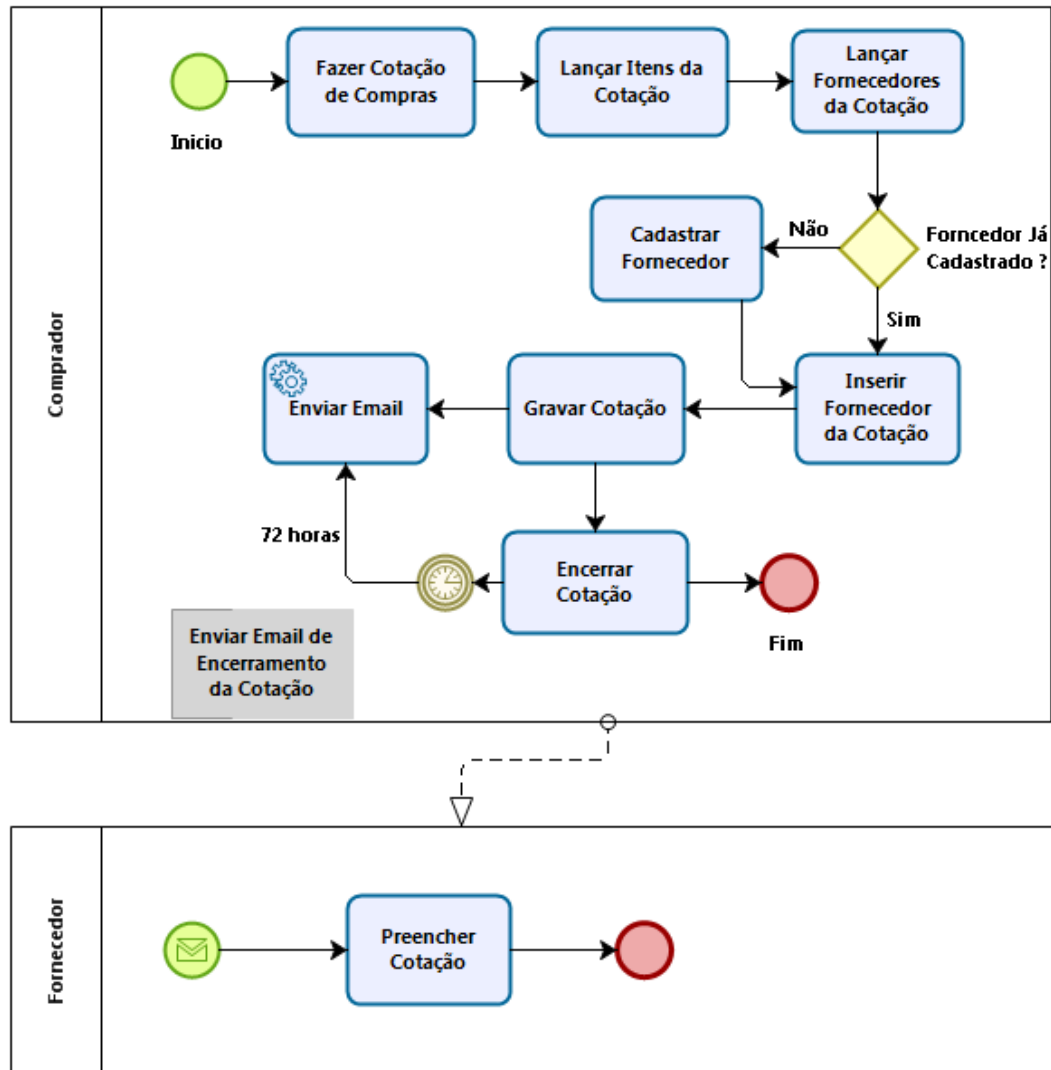 Comprador
Fazer Cotação
de Compras
Lançar Itens da
Cotação
Lançar
Fornecedores
da Cotação
Inicio
Cadastrar
Fornecedor
Não
Forncedor Já
Cadastrado ?
Sim
Enviar Email
Gravar Cotação
Inserir
Fornecedor
da Cotação
72 horas
Encerrar
Cotação
Fim
Enviar Email de
Encerramento
da Cotação
Fornecedor
Preencher
Cotação